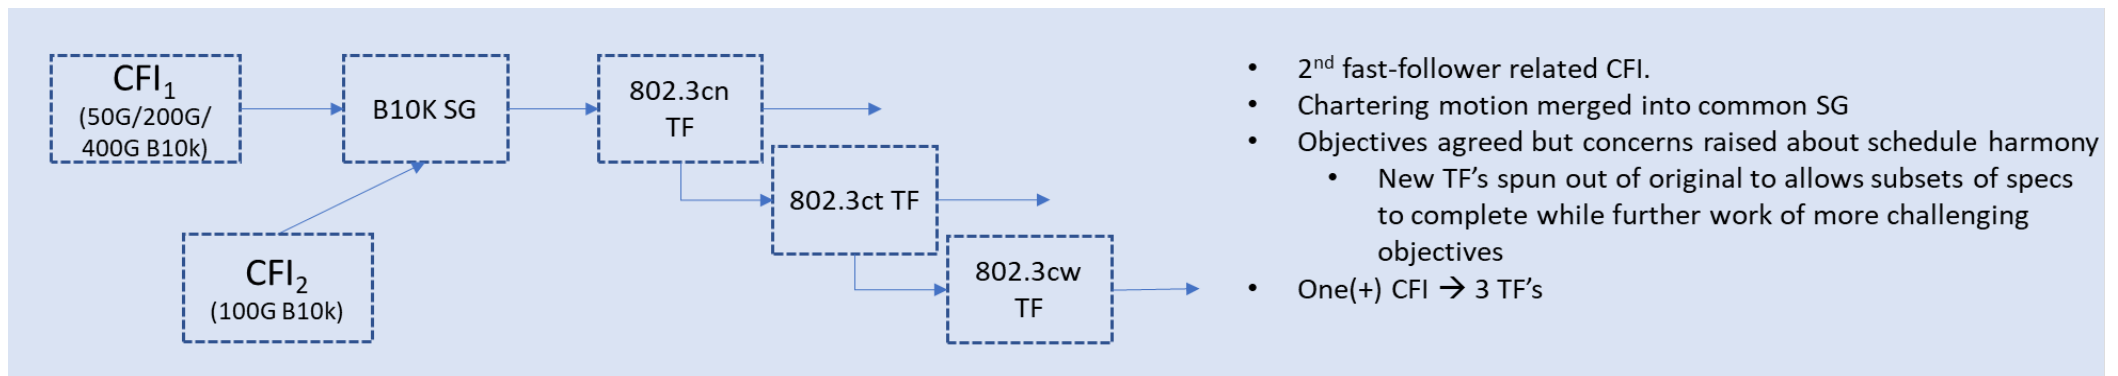 CFI1
(50G/200G/
400G B10k)
B10K SG
802.3cn
TF
802.3ct TF
802.3cw
TF
CFI2
(100G B10k)
• 2nd fast-follower related CFI.
• Chartering motion merged into common SG
• Objectives agreed but concerns raised about schedule harmony
• New TF’s spun out of original to allows subsets of specs
to complete while further work of more challenging
objectives
• One(+) CFI → 3 TF’s